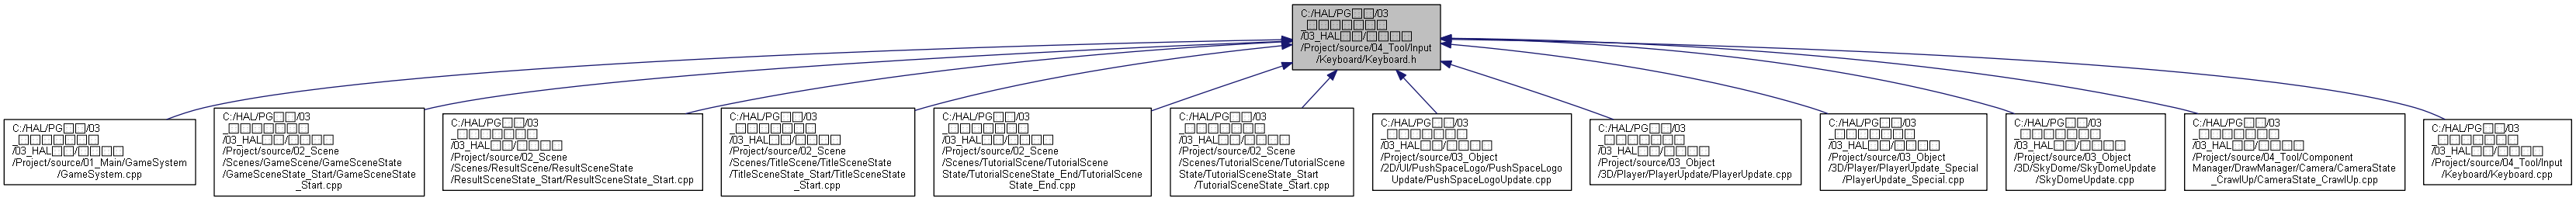 C:/HAL/PG□□/03
_□□□□□□□
/03_HAL□□/□□□□
/Project/source/04_Tool/Input
/Keyboard/Keyboard.h
C:/HAL/PG□□/03
_□□□□□□□
/03_HAL□□/□□□□
/Project/source/01_Main/GameSystem
/GameSystem.cpp
C:/HAL/PG□□/03
_□□□□□□□
/03_HAL□□/□□□□
/Project/source/02_Scene
/Scenes/GameScene/GameSceneState
/GameSceneState_Start/GameSceneState
_Start.cpp
C:/HAL/PG□□/03
_□□□□□□□
/03_HAL□□/□□□□
/Project/source/02_Scene
/Scenes/ResultScene/ResultSceneState
/ResultSceneState_Start/ResultSceneState_Start.cpp
C:/HAL/PG□□/03
_□□□□□□□
/03_HAL□□/□□□□
/Project/source/02_Scene
/Scenes/TitleScene/TitleSceneState
/TitleSceneState_Start/TitleSceneState
_Start.cpp
C:/HAL/PG□□/03
_□□□□□□□
/03_HAL□□/□□□□
/Project/source/02_Scene
/Scenes/TutorialScene/TutorialScene
State/TutorialSceneState_End/TutorialScene
State_End.cpp
C:/HAL/PG□□/03
_□□□□□□□
/03_HAL□□/□□□□
/Project/source/02_Scene
/Scenes/TutorialScene/TutorialScene
State/TutorialSceneState_Start
/TutorialSceneState_Start.cpp
C:/HAL/PG□□/03
_□□□□□□□
/03_HAL□□/□□□□
/Project/source/03_Object
/2D/UI/PushSpaceLogo/PushSpaceLogo
Update/PushSpaceLogoUpdate.cpp
C:/HAL/PG□□/03
_□□□□□□□
/03_HAL□□/□□□□
/Project/source/03_Object
/3D/Player/PlayerUpdate/PlayerUpdate.cpp
C:/HAL/PG□□/03
_□□□□□□□
/03_HAL□□/□□□□
/Project/source/03_Object
/3D/Player/PlayerUpdate_Special
/PlayerUpdate_Special.cpp
C:/HAL/PG□□/03
_□□□□□□□
/03_HAL□□/□□□□
/Project/source/03_Object
/3D/SkyDome/SkyDomeUpdate
/SkyDomeUpdate.cpp
C:/HAL/PG□□/03
_□□□□□□□
/03_HAL□□/□□□□
/Project/source/04_Tool/Component
Manager/DrawManager/Camera/CameraState
_CrawlUp/CameraState_CrawlUp.cpp
C:/HAL/PG□□/03
_□□□□□□□
/03_HAL□□/□□□□
/Project/source/04_Tool/Input
/Keyboard/Keyboard.cpp